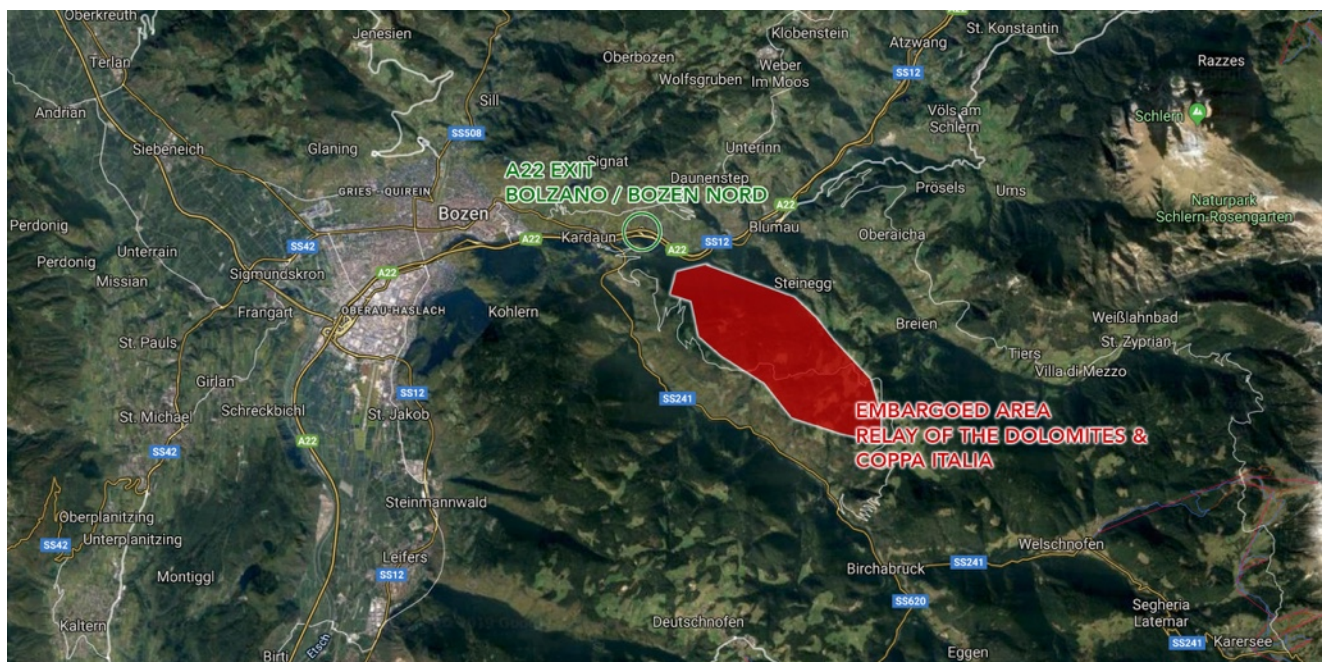 Oberkreuth
Jenesien
Klobenstein
A22
St. Konstantin
Terlan
Oberbozen
Atzwang
Weber
Im Moos
Razzes
Wolfsgruben
SS12
Andrian
Sill
Völs am
Schlern
Schlern
SS508
Siebeneich
Glaning
Unterinn
Signat
A22 EXIT
BOLZANO / BOZEN NORD
Daunenstep
GRIES - QUIREIN
Prösels
Ums
Naturpark
Schlern-Rosengarten
Bozen
A22
Perdonig
Blumau
Kardaun
A22
A22
SS12
Oberaicha
SS42
Unterrain
Perdonig
Sigmundskron
A22
Missian
Steinegg
Frangart
OBERAU-HASLACH
Kohlern
Breien
Weißlahnbad
St. Pauls
St. Zyprian
Tiers
Villa di Mezzo
Girlan
SS12
SS241
St. Michael
Schreckbichl
St. Jakob
EMBARGOED AREA
RELAY OF THE DOLOMITES &
COPPA ITALIA
A22
SS42
Steinmannwald
Oberplanitzing
SS42
Unterplanitzing
Welschnofen
Leifers
SS241
Birchabruck
Montiggl
SS12
SS620
Segheria
Latemar
Kaltern
Deutschnofen
Etsch
SS241
Karersee
Birti
Eggen